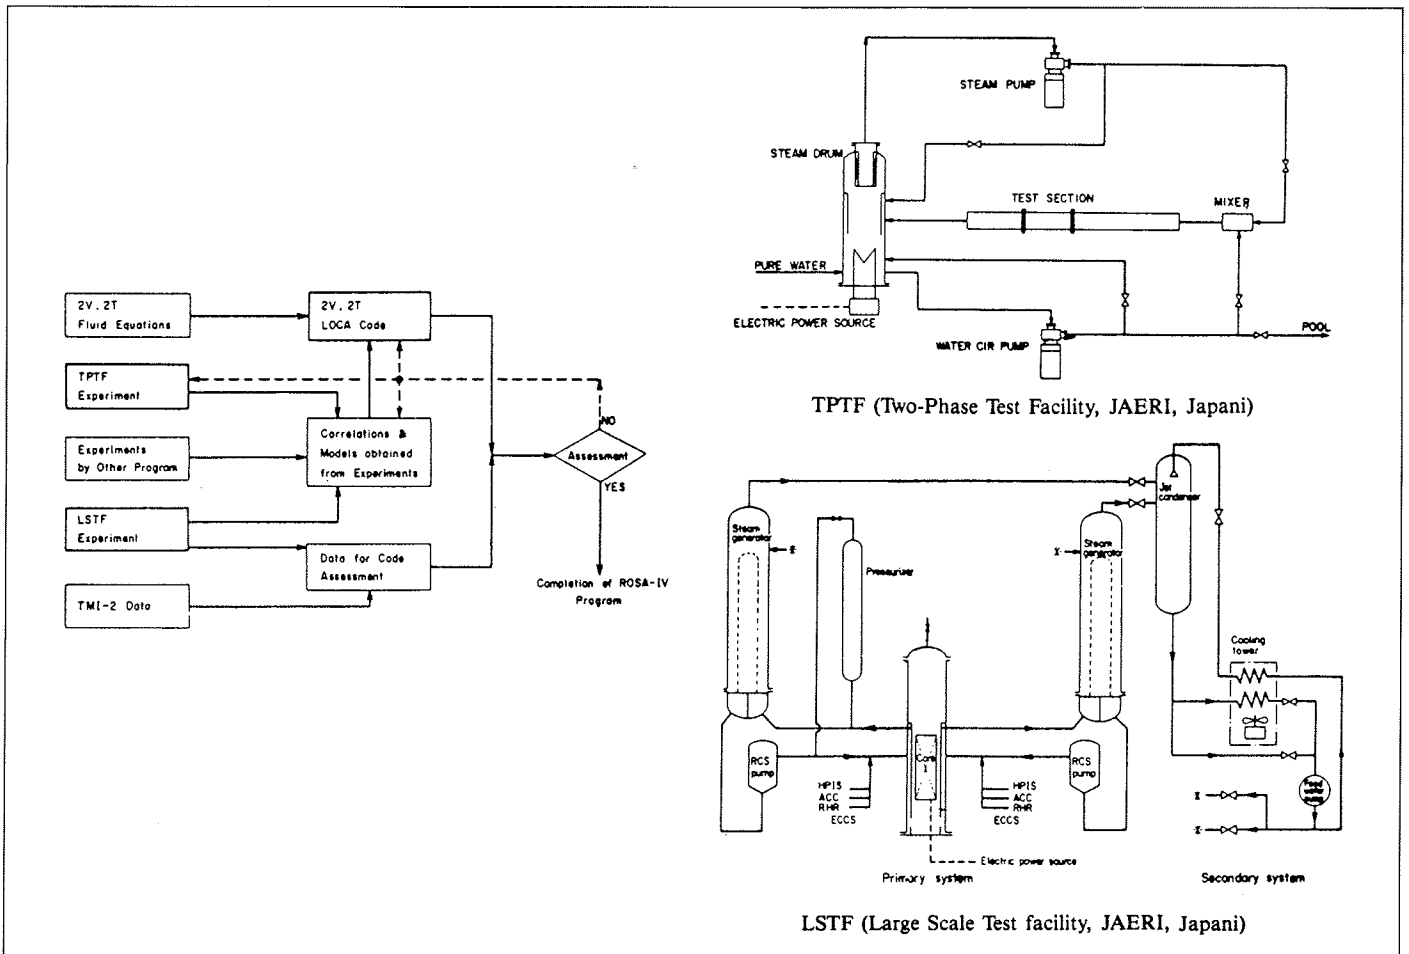 2V, 2T
Fluid Equations
2V, 2T
LOCA Code
TPTF
Experiment
Experiments
by Other Program
Correlations &
Models obtained
from Experiments
LSTF
Experiment
Data for Code
Assessment
TMI-2 Data
NO
Assessment
YES
Completion of ROSA-IV
Program
STEAM PUMP
STEAM DRUM
TEST SECTION
MIXER
PURE WATER
ELECTRIC POWER SOURCE
WATER CIR PUMP
POOL
TPTF (Two-Phase Test Facility, JAERI, Japani)
Steam
generator
Pressurizer
Steam
generator
Jet
condenser
Cooling
tower
RCS
pump
Core
RCS
pump
Feed
water
pump
HPIS
ACC
RHR
ECCS
HPIS
ACC
RHR
ECCS
Electric power source
Primary system
Secondary system
LSTF (Large Scale Test facility, JAERI, Japani)